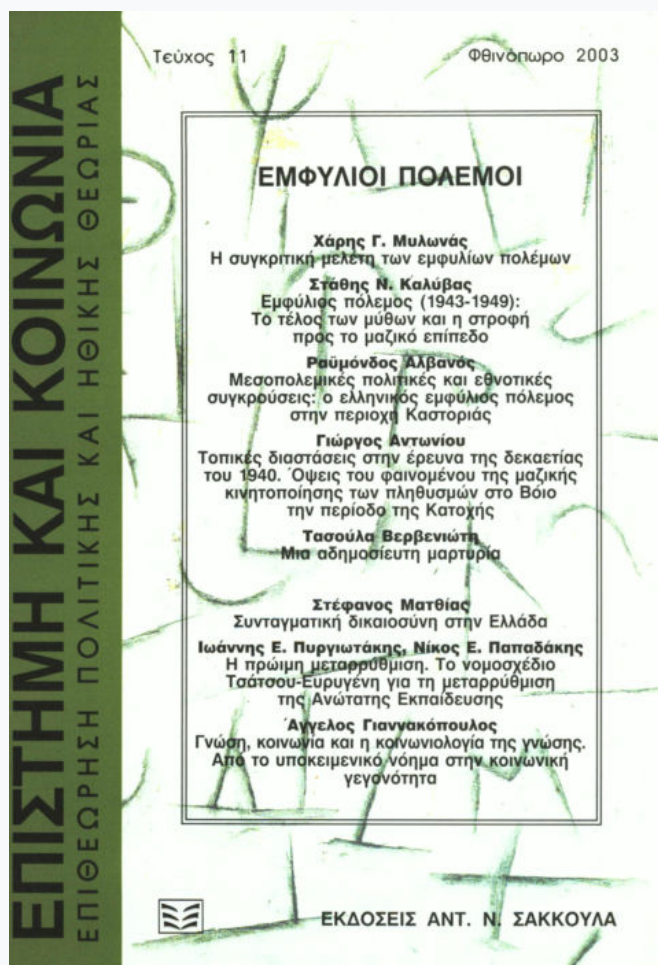 ΕΠΙΣΤΗΜΗ ΚΑΙ ΚΟΙΝΩΝΙΑ
ΕΠΙΘΕΩΡΗΣΗ ΠΟΛΙΤΙΚΗΣ ΚΑΙ ΗΘΙΚΗΣ ΘΕΩΡΙΑΣ
Τεύχος 11
Φθινόπωρο 2003
ΕΜΦΥΛΙΟΙ ΠΟΛΕΜΟΙ
Χάρης Γ. Μυλωνάς
Η συγκριτική μελέτη των εμφυλίων πολέμων
Στάθης Ν. Καλύβας
Εμφύλιος πόλεμος (1943-1949):
Το τέλος των μύθων και η στροφή
προς το μαζικό επίπεδο
Ραϋμόνδος Αλβανός
Μεσοπολεμικές πολιτικές και εθνοτικές
συγκρούσεις: ο ελληνικός εμφύλιος πόλεμος
στην περιοχή Καστοριάς
Γιώργος Αντωνίου
Τοπικές διαστάσεις στην έρευνα της δεκαετίας
του 1940. Όψεις του φαινομένου της μαζικής
κινητοποίησης των πληθυσμών στο Βόιο
την περίοδο της Κατοχής
Τασούλα Βερβενιώτη
Μια αδημοσίευτη μαρτυρία
Στέφανος Ματθίας
Συνταγματική δικαιοσύνη στην Ελλάδα
Ιωάννης Ε. Πυργιωτάκης, Νίκος Ε. Παπαδάκης
Η πρώιμη μεταρρύθμιση. Το νομοσχέδιο
Τσάτσου-Ευρυγένη για τη μεταρρύθμιση
της Ανώτατης Εκπαίδευσης
Άγγελος Γιαννακόπουλος
Γνώση, κοινωνία και η κοινωνιολογία της γνώσης.
Από το υποκειμενικό νόημα στην κοινωνική
γεγονότητα
ΕΚΔΟΣΕΙΣ ΑΝΤ. Ν. ΣΑΚΚΟΥΛΑ